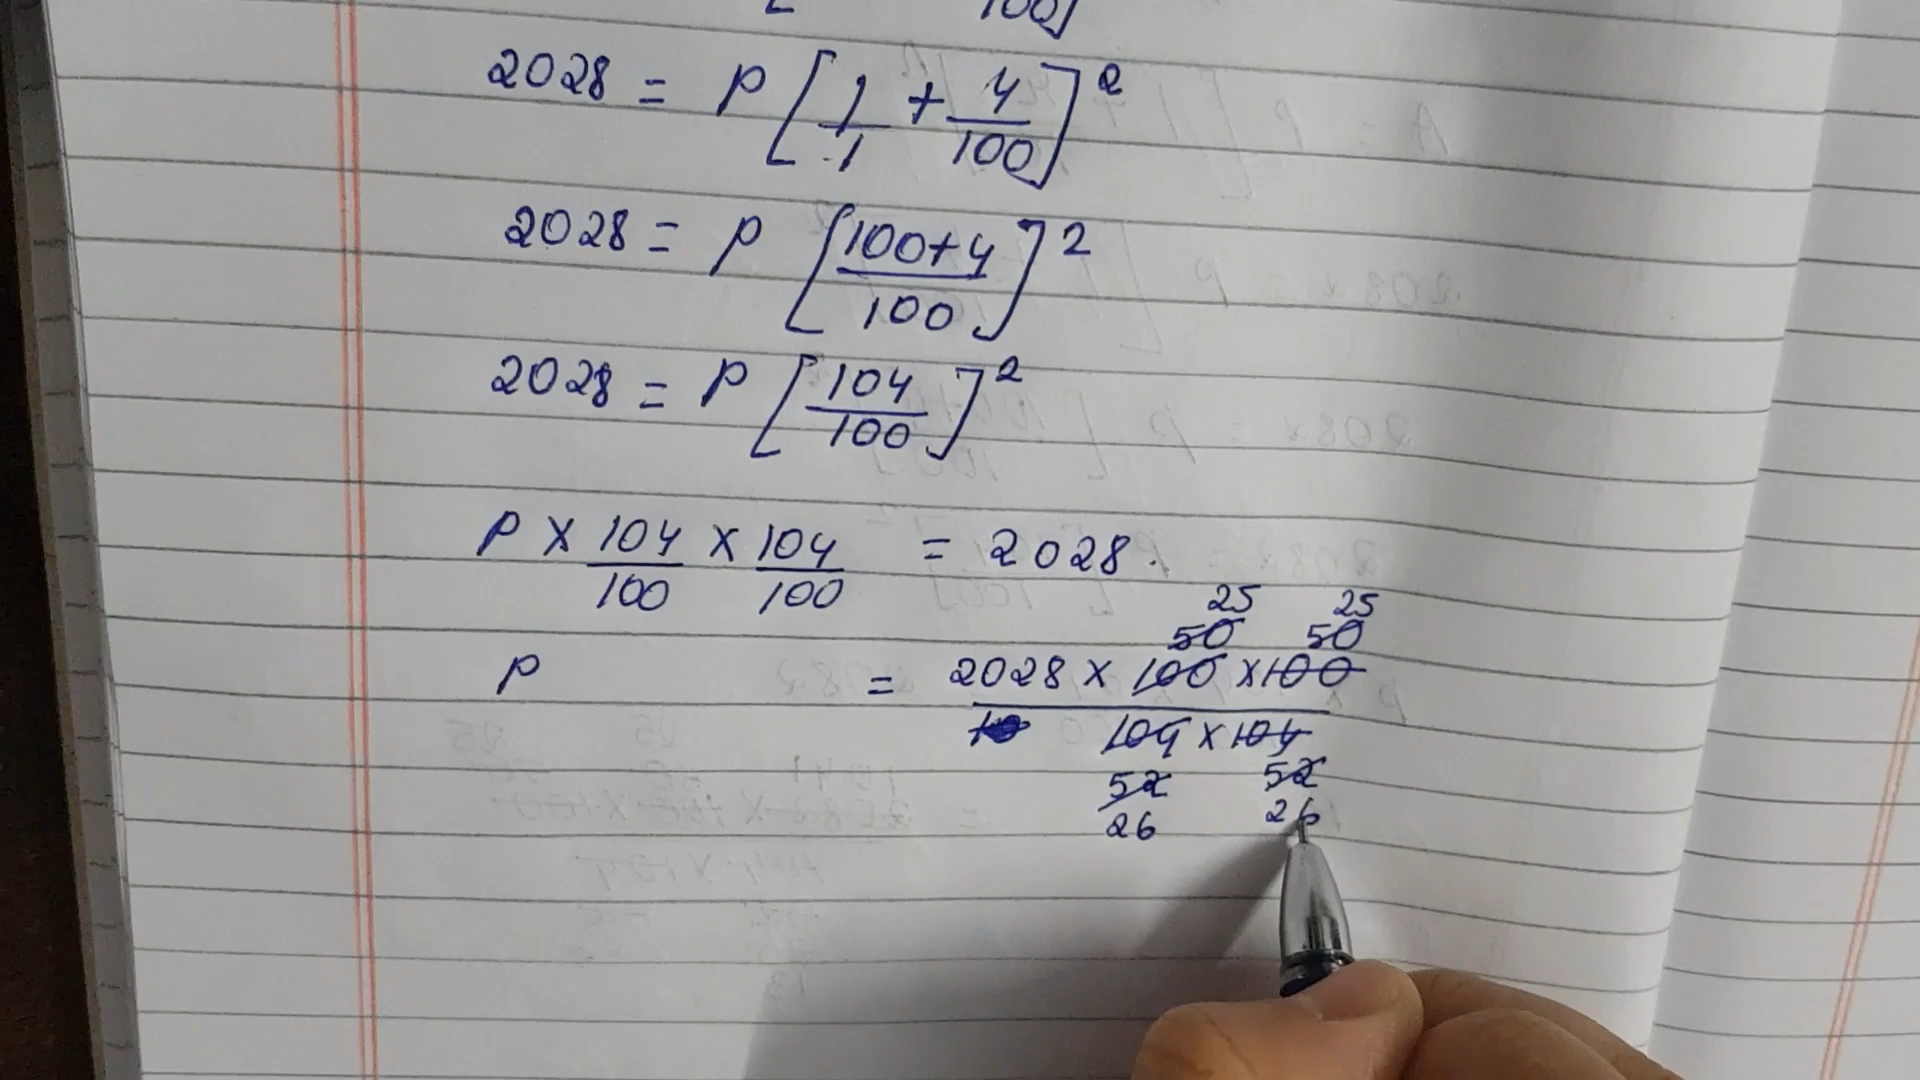 100]
2028 = P [1/1 + 4/100]²
2028 = P [100+4/100]²
2028 = P [104/100]²
P × 104/100 × 104/100 = 2028.
25 25
50 50
P = 2028 × 100 × 100
104 × 104
52 52
26 26